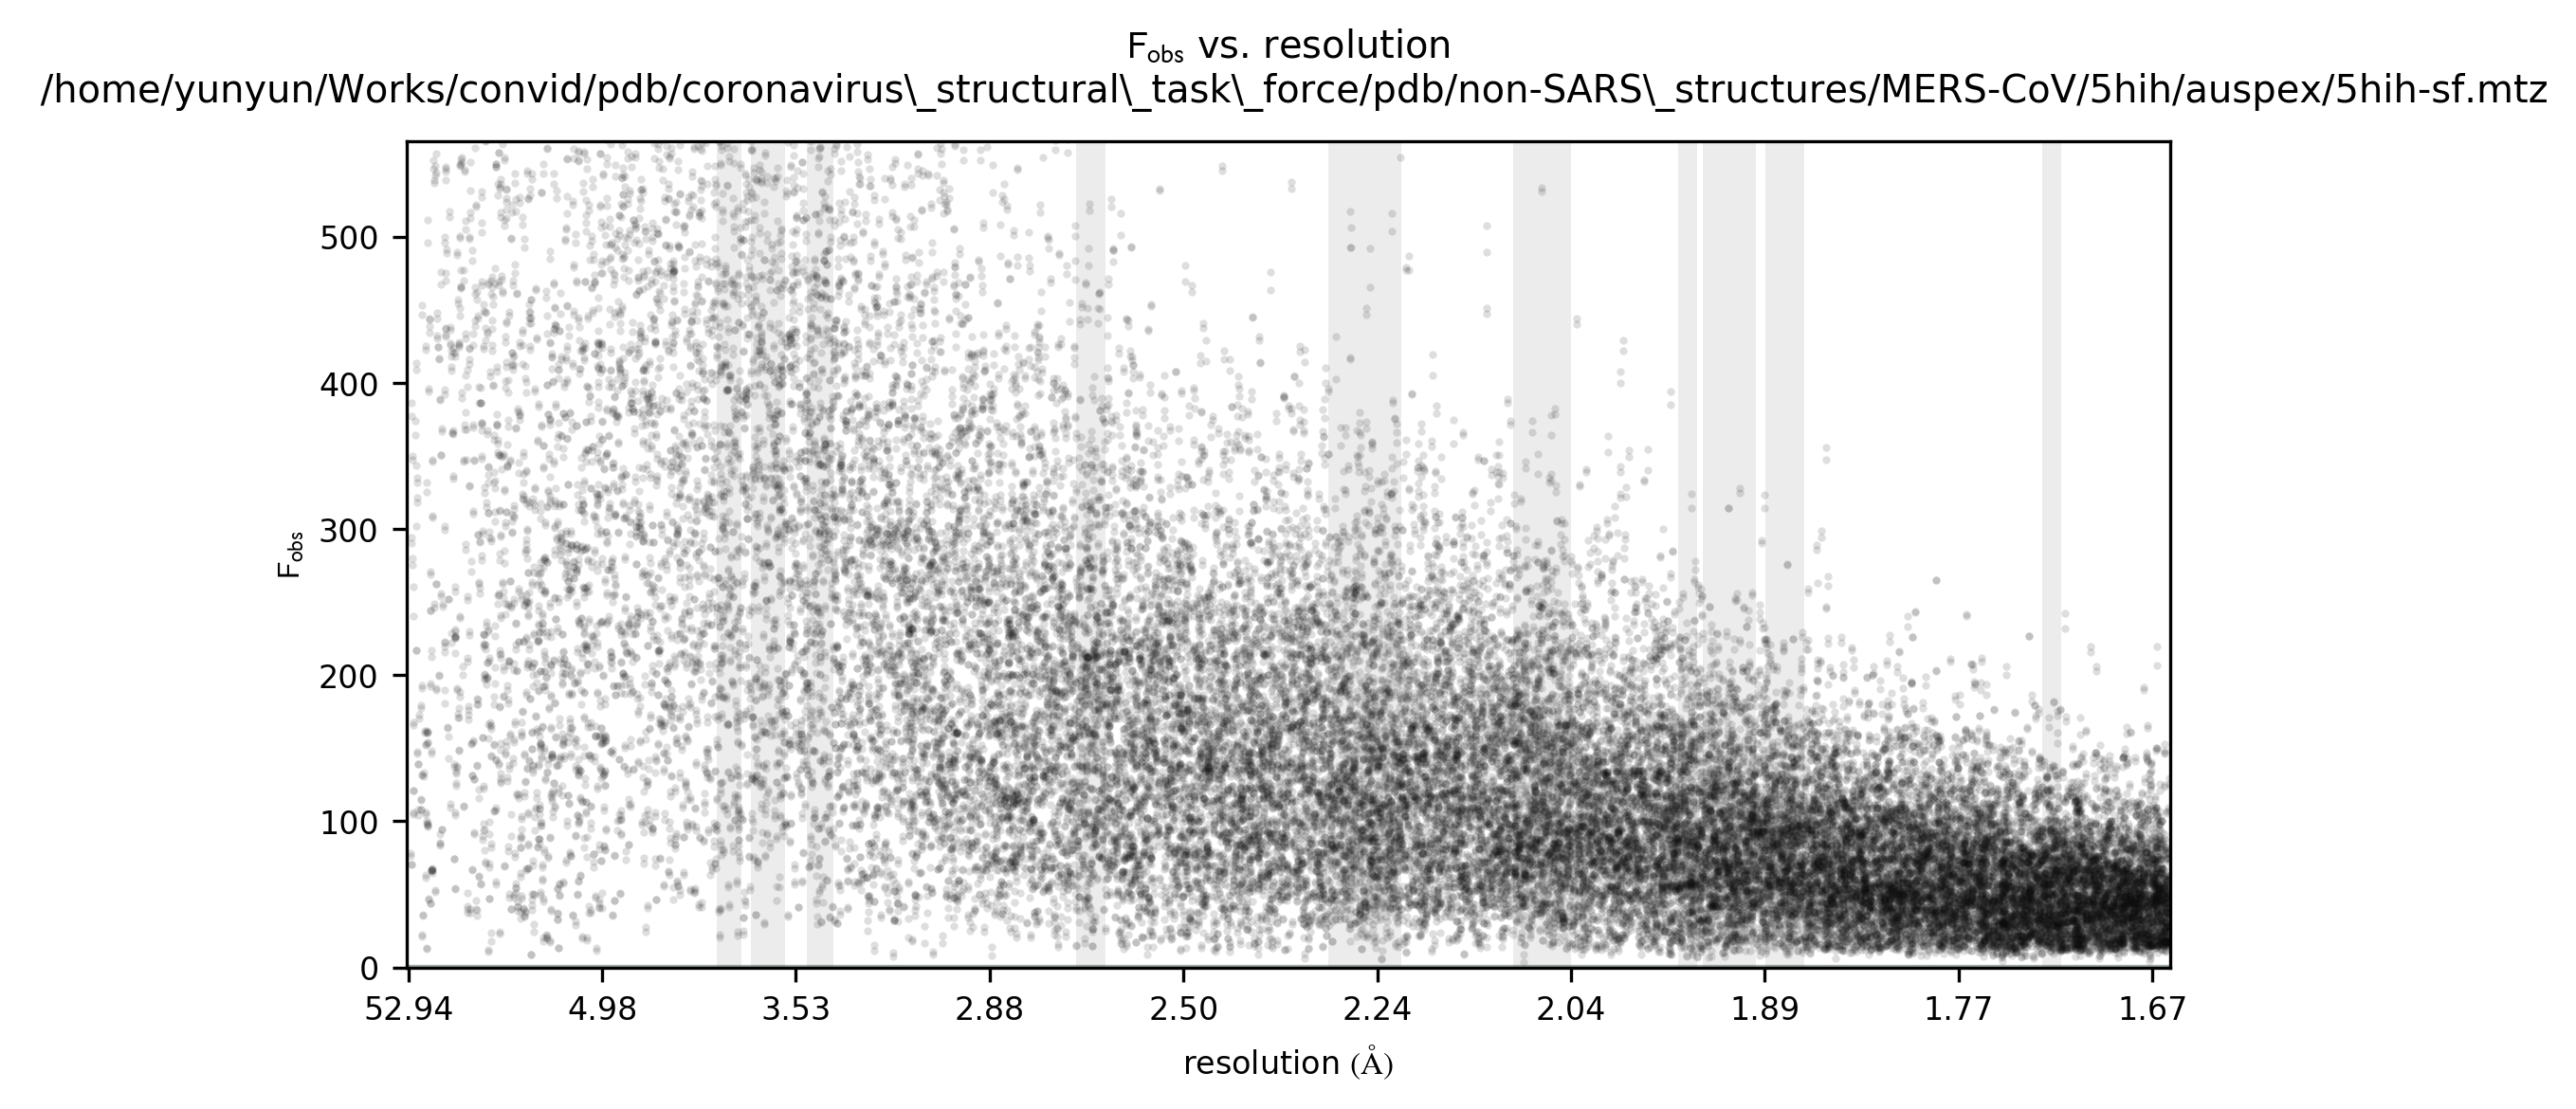 Fobs vs. resolution
/home/yunyun/Works/convid/pdb/coronavirus\_structural\_task\_force/pdb/non-SARS\_structures/MERS-CoV/5hih/auspex/5hih-sf.mtz
500
400
300
200
100
0
Fobs
52.94 4.98 3.53 2.88 2.50 2.24 2.04 1.89 1.77 1.67
resolution (Å)